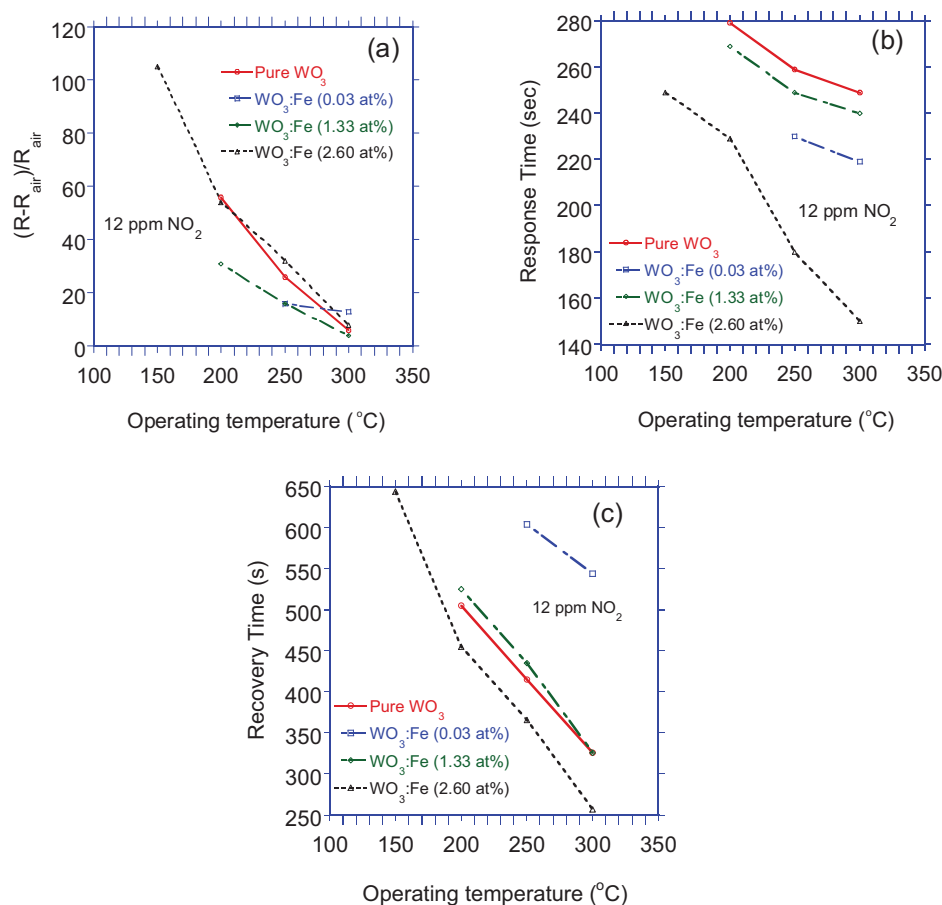 (a)
120
100
80
60
40
20
0
(R-R_air)/R_air
Pure WO₃
WO₃:Fe (0.03 at%)
WO₃:Fe (1.33 at%)
WO₃:Fe (2.60 at%)
12 ppm NO₂
100 150 200 250 300 350
Operating temperature (°C)
(b)
280
260
240
220
200
180
160
140
Response Time (sec)
12 ppm NO₂
Pure WO₃
WO₃:Fe (0.03 at%)
WO₃:Fe (1.33 at%)
WO₃:Fe (2.60 at%)
100 150 200 250 300 350
Operating temperature (°C)
(c)
650
600
550
500
450
400
350
300
250
Recovery Time (s)
12 ppm NO₂
Pure WO₃
WO₃:Fe (0.03 at%)
WO₃:Fe (1.33 at%)
WO₃:Fe (2.60 at%)
100 150 200 250 300 350
Operating temperature (°C)